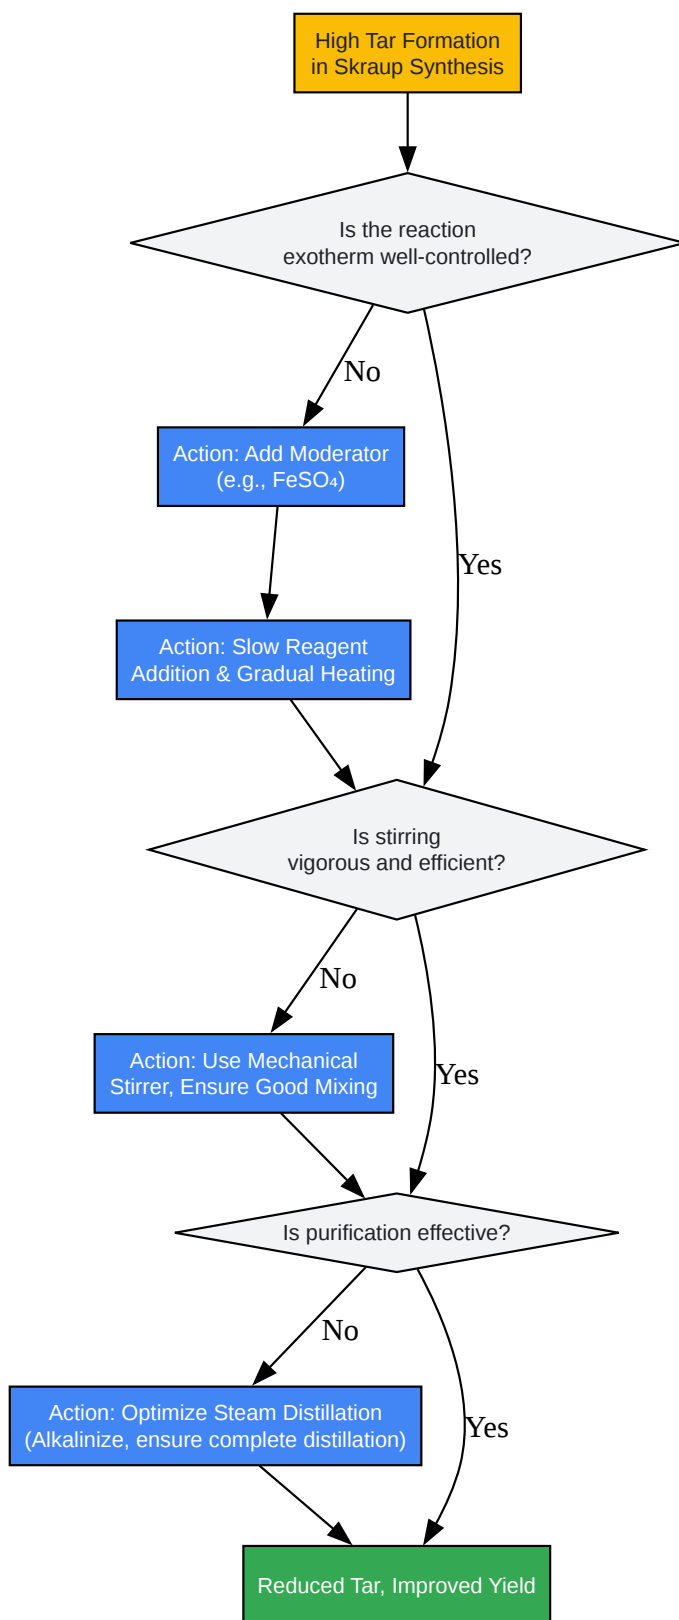 High Tar Formation
in Skraup Synthesis
Is the reaction
exotherm well-controlled?
No
Action: Add Moderator
(e.g., FeSO₄)
Yes
Action: Slow Reagent
Addition & Gradual Heating
Is stirring
vigorous and efficient?
No
Action: Use Mechanical
Stirrer, Ensure Good Mixing
Yes
Is purification effective?
No
Action: Optimize Steam Distillation
(Alkalinize, ensure complete distillation)
Yes
Reduced Tar, Improved Yield